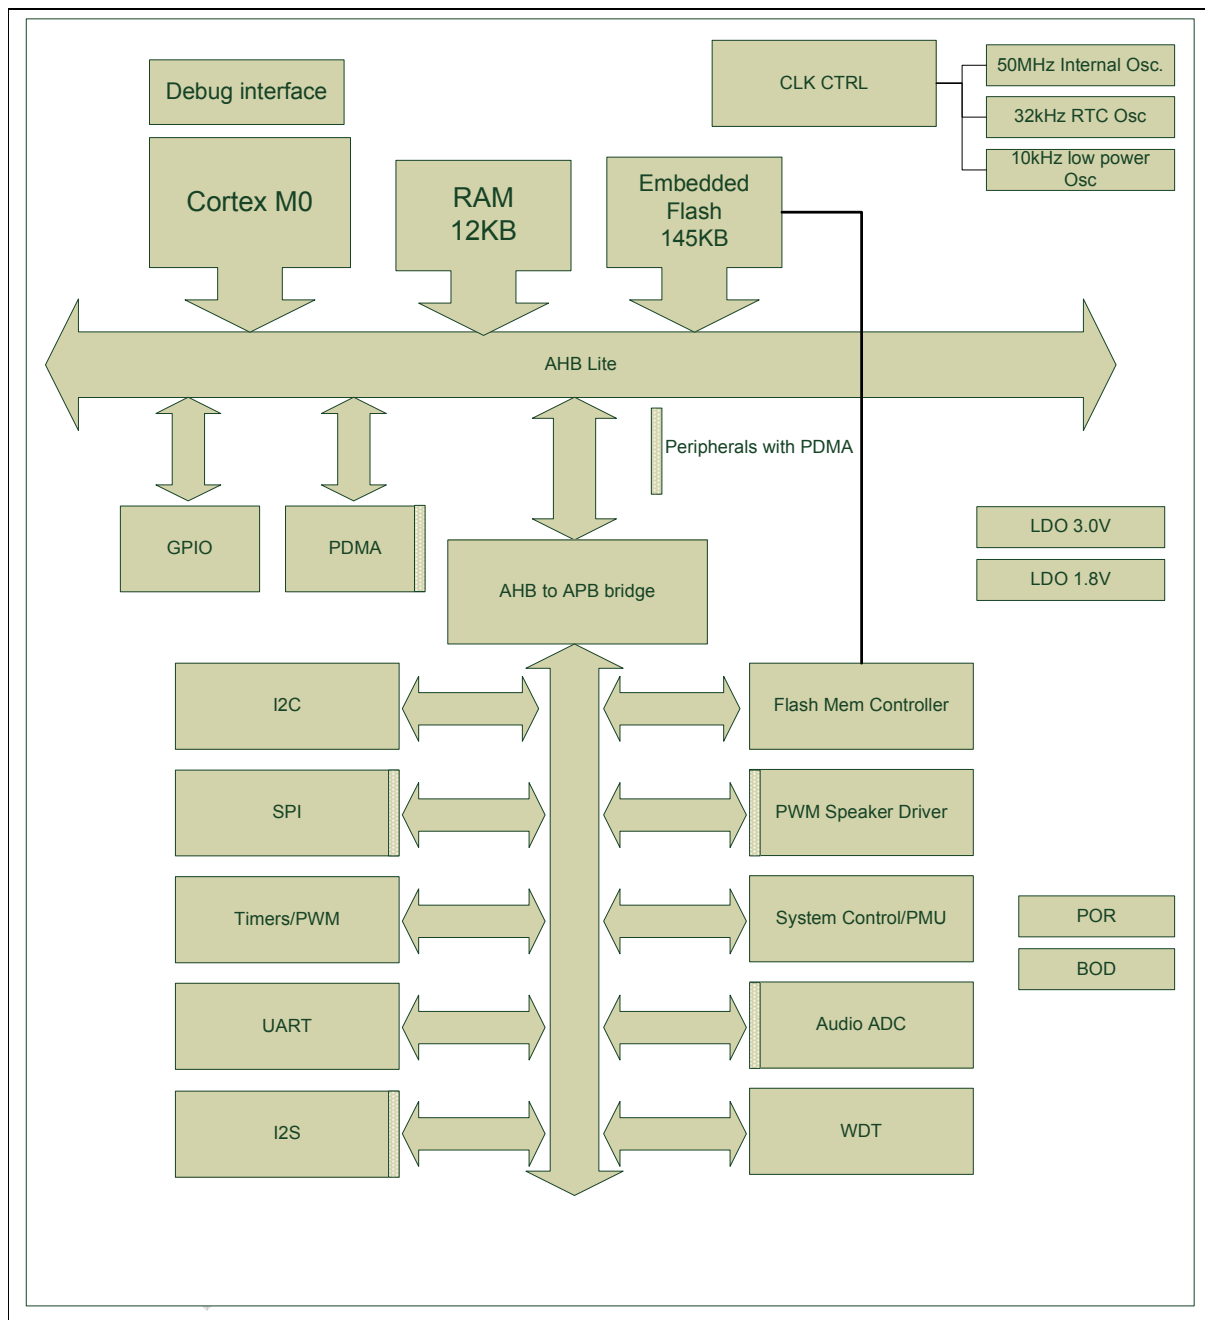 Debug interface
CLK CTRL
50MHz Internal Osc.
32kHz RTC Osc
10kHz low power
Osc
Cortex M0
RAM
12KB
Embedded
Flash
145KB
AHB Lite
Peripherals with PDMA
GPIO
PDMA
LDO 3.0V
LDO 1.8V
AHB to APB bridge
I2C
Flash Mem Controller
SPI
PWM Speaker Driver
Timers/PWM
System Control/PMU
POR
BOD
UART
Audio ADC
I2S
WDT